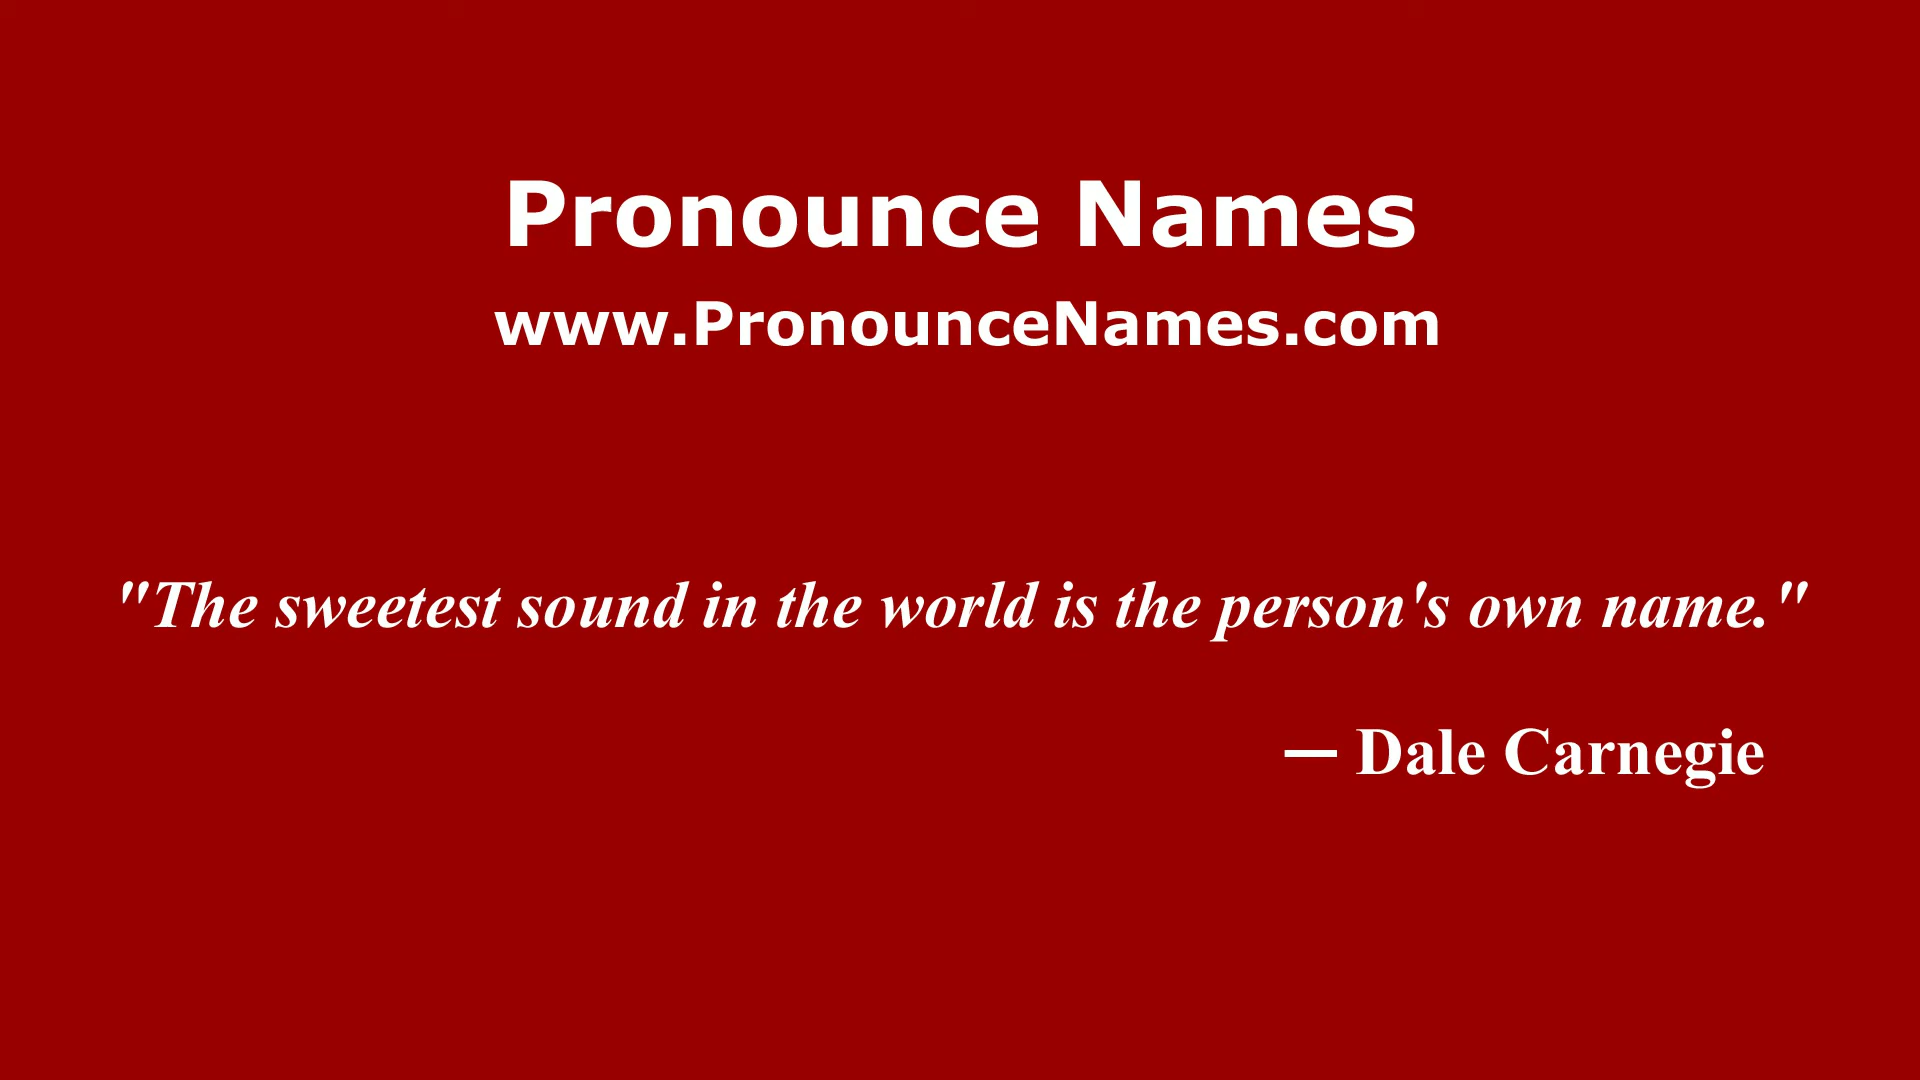 Pronounce Names
www.PronounceNames.com
"The sweetest sound in the world is the person's own name."
— Dale Carnegie